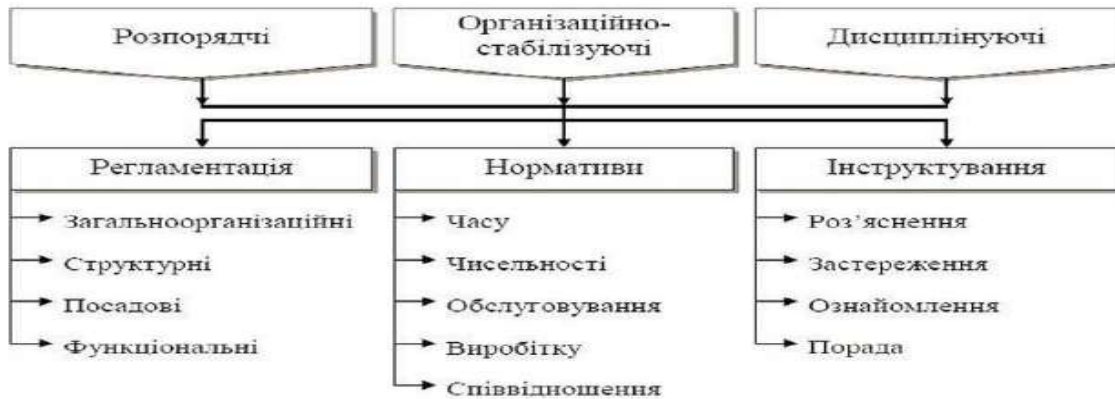 Розпорядчі
Організаційно-
стабілізуючі
Дисциплінуючі
Регламентація
Нормативи
Інструктування
Загальноорганізаційні
Структурні
Посадові
Функціональні
Часу
Чисельності
Обслуговування
Виробітку
Співвідношення
Роз’яснення
Застереження
Ознайомлення
Порада